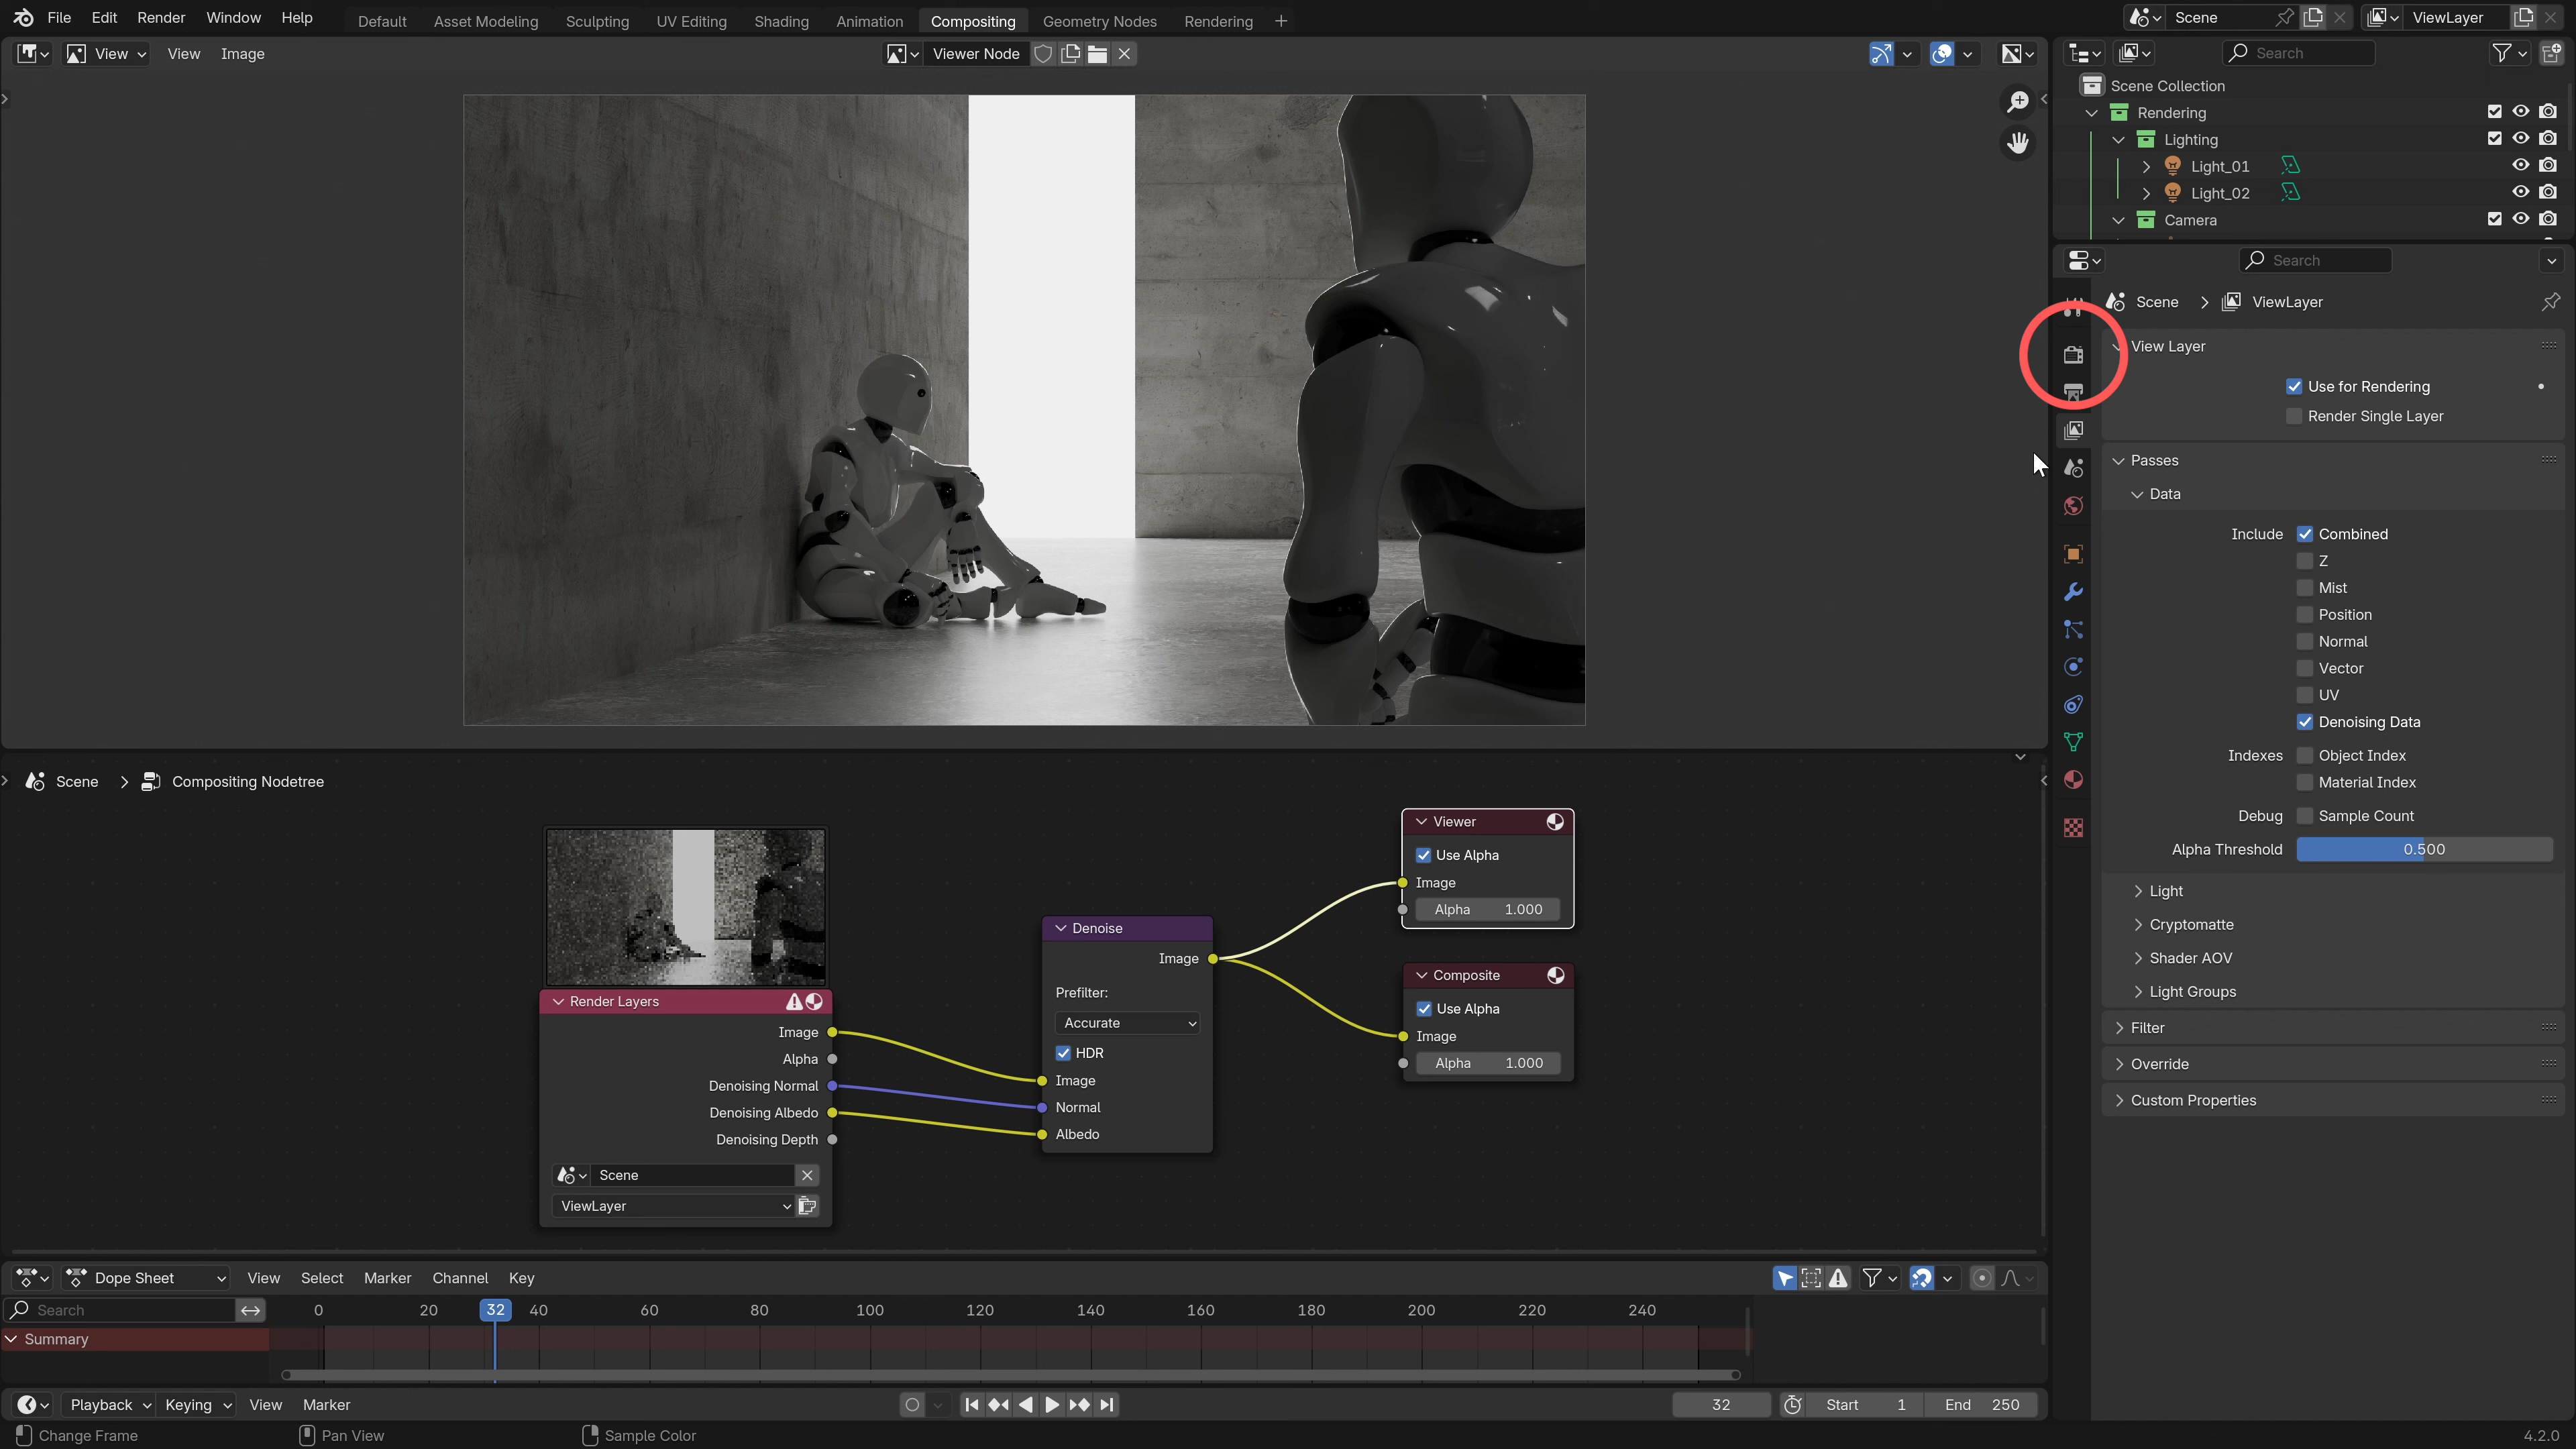 File Edit Render Window Help Default Asset Modeling Sculpting UV Editing Shading Animation Compositing Geometry Nodes Rendering Scene ViewLayer
View View Image Viewer Node Search
Scene Collection
Rendering
Lighting
Light_01
Light_02
Camera
Search
Scene ViewLayer
View Layer
Use for Rendering
Render Single Layer
Passes
Data
Include Combined
Z
Mist
Position
Normal
Vector
UV
Denoising Data
Indexes Object Index
Material Index
Debug Sample Count
Alpha Threshold 0.500
Light
Cryptomatte
Shader AOV
Light Groups
Filter
Override
Custom Properties
Scene Compositing Nodetree
Viewer
Use Alpha
Image
Alpha 1.000
Denoise
Image
Prefilter:
Accurate
HDR
Image
Normal
Albedo
Composite
Use Alpha
Image
Alpha 1.000
Render Layers
Image
Alpha
Denoising Normal
Denoising Albedo
Denoising Depth
Scene
ViewLayer
Dope Sheet View Select Marker Channel Key
Search 0 20 32 40 60 80 100 120 140 160 180 200 220 240
Summary
Playback Keying View Marker 32 Start 1 End 250
Change Frame Pan View Sample Color 4.2.0